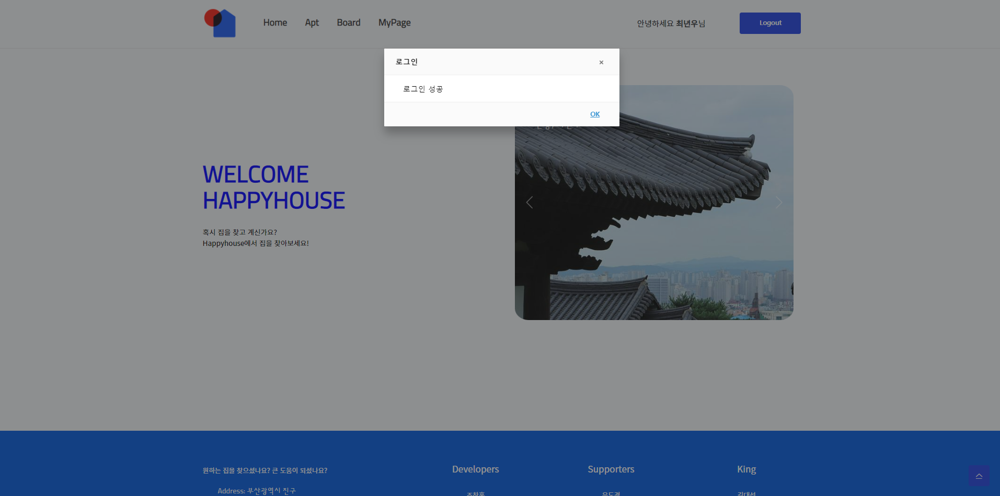 Home Apt Board MyPage
안녕하세요 최년우님
Logout
로그인 ×
로그인 성공
OK
WELCOME
HAPPYHOUSE
혹시 집을 찾고 계신가요?
Happyhouse에서 집을 찾아보세요!
원하는 집을 찾으셨나요? 큰 도움이 되셨나요?
Address: 부산광역시 진구
Developers
Supporters
King